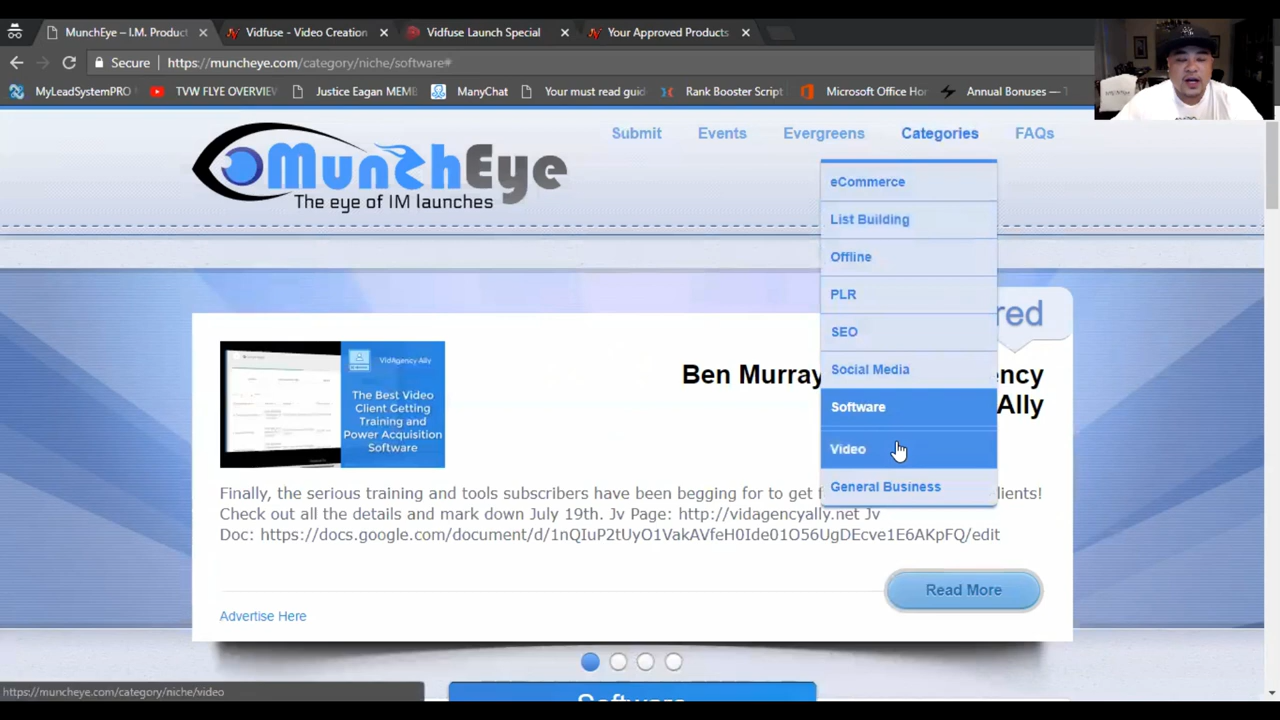 MunchEye – I.M. Product
Vidfuse - Video Creation
Vidfuse Launch Special
Your Approved Products
Secure
https://muncheye.com/category/niche/software#
MyLeadSystemPRO
TVW FLYE OVERVIEW
Justice Eagan MEME
ManyChat
Your must read guid
Rank Booster Script
Microsoft Office Hom
Annual Bonuses —
MunchEye
The eye of IM launches
Submit
Events
Evergreens
Categories
FAQs
eCommerce
List Building
Offline
PLR
SEO
Social Media
Software
Video
General Business
red
VidAgency Ally
The Best Video
Client Getting
Training and
Power Acquisition
Software
Ben Murray
ncy
Ally
Finally, the serious training and tools subscribers have been begging for to get f
lients!
Check out all the details and mark down July 19th. Jv Page: http://vidagencyally.net Jv
Doc: https://docs.google.com/document/d/1nQIuP2tUyO1VakAVfeH0Ide01O56UgDEcve1E6AKpFQ/edit
Read More
Advertise Here
https://muncheye.com/category/niche/video
Software